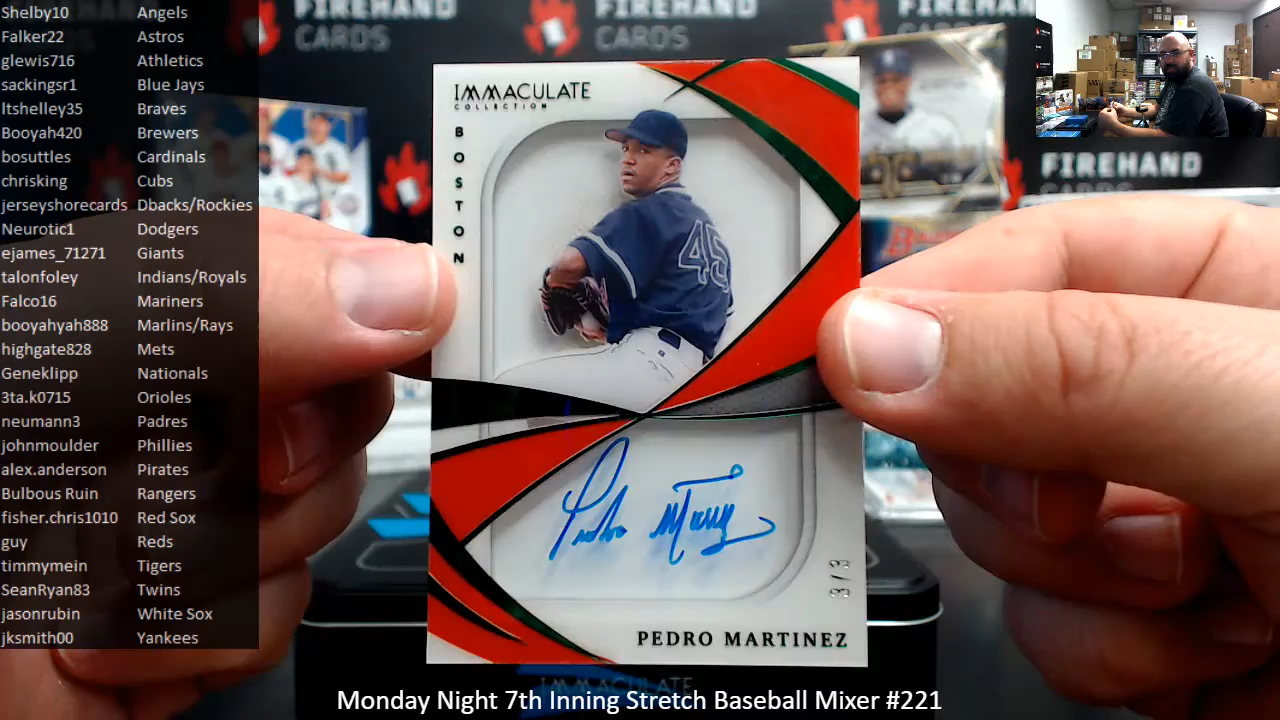 Shelby10 Angels
Falker22 Astros
glewis716 Athletics
sackingsr1 Blue Jays
ltshelley35 Braves
Booyah420 Brewers
bosuttles Cardinals
chrisking Cubs
jerseyshorecards Dbacks/Rockies
Neurotic1 Dodgers
ejames_71271 Giants
talonfoley Indians/Royals
Falco16 Mariners
booyahyah888 Marlins/Rays
highgate828 Mets
Geneklipp Nationals
3ta.k0715 Orioles
neumann3 Padres
johnmoulder Phillies
alex.anderson Pirates
Bulbous Ruin Rangers
fisher.chris1010 Red Sox
guy Reds
timmymein Tigers
SeanRyan83 Twins
jasonrubin White Sox
jksmith00 Yankees
FIREHAND CARDS
FIREHAND CARDS
FIREHAND
FIREHAND
IMMACULATE
COLLECTION
BOSTON
45
Pedro Martinez
3/3
PEDRO MARTINEZ
IMMACULATE
Monday Night 7th Inning Stretch Baseball Mixer #221